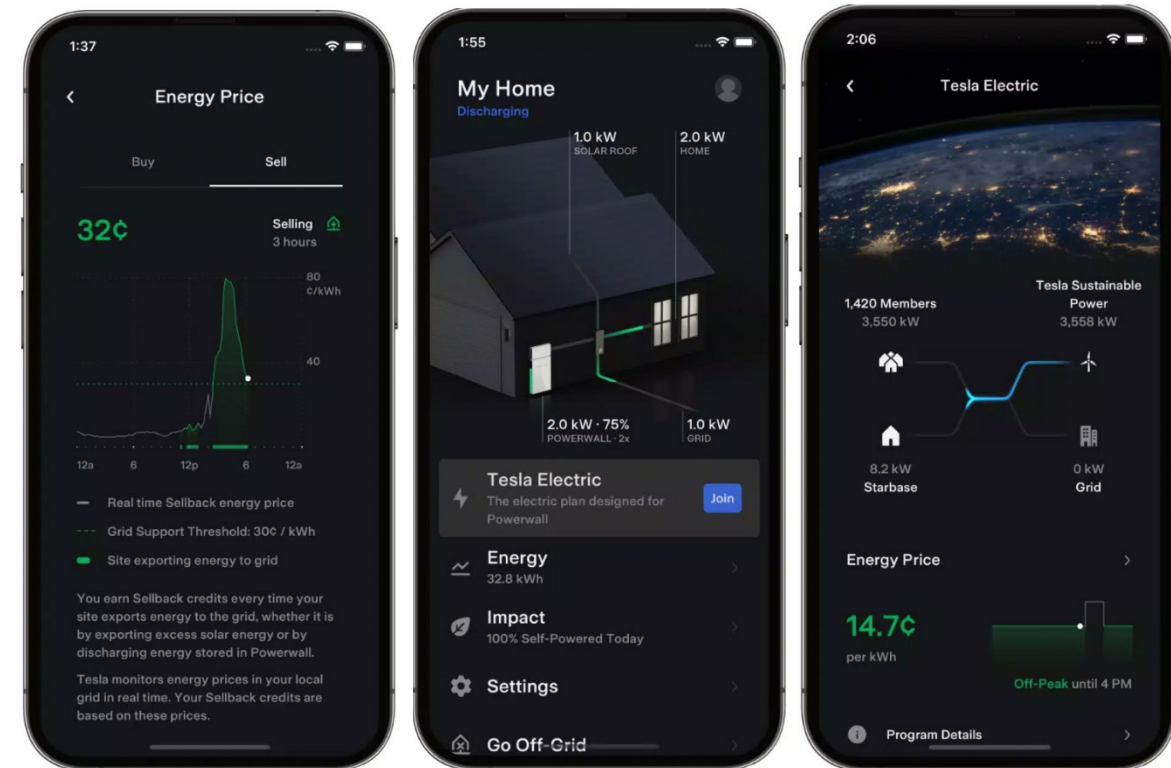 1:37
Energy Price
Buy
Sell
32¢
Selling
3 hours
80
¢/kWh
40
12a
6
12p
6
12a
Real time Sellback energy price
Grid Support Threshold: 30¢ / kWh
Site exporting energy to grid
You earn Sellback credits every time your
site exports energy to the grid, whether it is
by exporting excess solar energy or by
discharging energy stored in Powerwall.
Tesla monitors energy prices in your local
grid in real time. Your Sellback credits are
based on these prices.
1:55
My Home
Discharging
1.0 kW
SOLAR ROOF
2.0 kW
HOME
2.0 kW · 75%
POWERWALL · 2x
1.0 kW
GRID
Tesla Electric
The electric plan designed for
Powerwall
Join
Energy
32.8 kWh
Impact
100% Self-Powered Today
Settings
Go Off-Grid
2:06
Tesla Electric
1,420 Members
3,550 kW
Tesla Sustainable
Power
3,558 kW
8.2 kW
Starbase
0 kW
Grid
Energy Price
14.7¢
per kWh
Off-Peak until 4 PM
Program Details